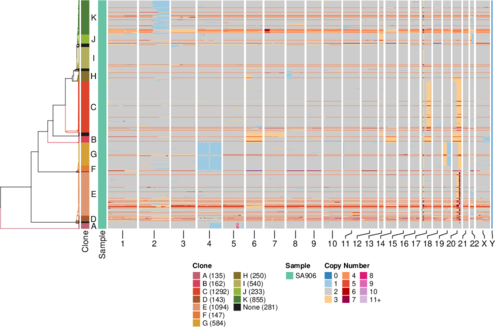 K
J
I
H
C
B
G
F
E
D
A
Clone
Sample
1 2 3 4 5 6 7 8 9 10 11 12 13 14 15 16 17 18 19 20 21 22 X Y
Clone Sample Copy Number
A (135) H (250) SA906 0 4 8
B (162) I (540) 1 5 9
C (1292) J (233) 2 6 10
D (143) K (855) 3 7 11+
E (1094) None (281)
F (147)
G (584)